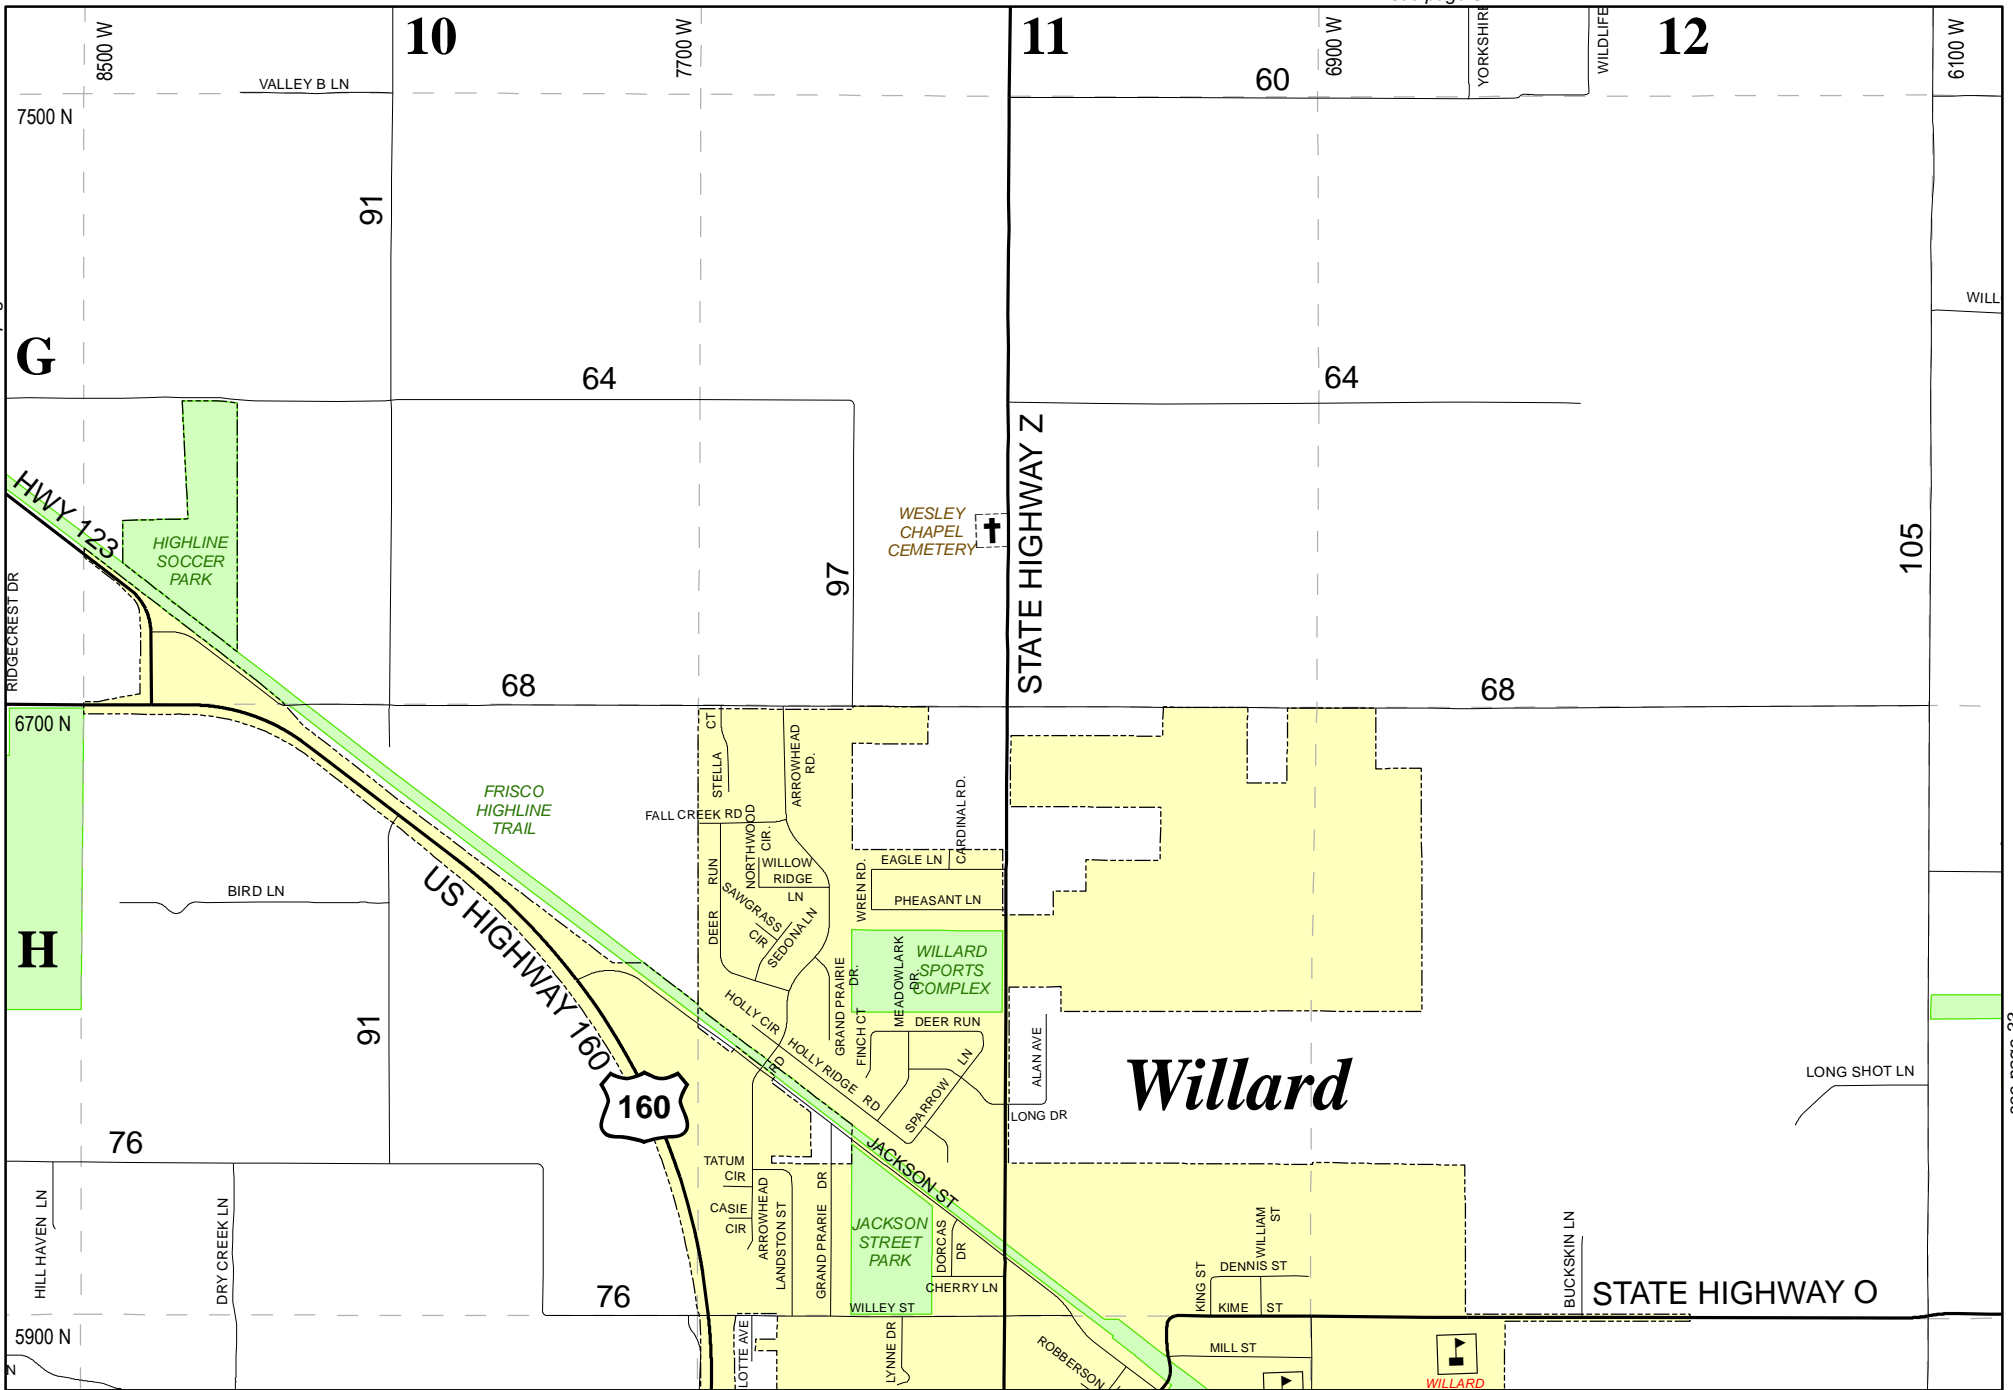 10
11
12
8500 W
7700 W
6900 W
6100 W
YORKSHIRE
WILDLIFE
VALLEY B LN
60
7500 N
91
WILL
G
64
64
STATE HIGHWAY Z
HWY 123
HIGHLINE
SOCCER
PARK
WESLEY
CHAPEL
CEMETERY
97
105
RIDGECREST DR
68
68
6700 N
STELLA CT
ARROWHEAD
RD.
FRISCO
HIGHLINE
TRAIL
FALL CREEK RD
NORTHWOOD
CIR.
CARDINAL RD.
WILLOW
RIDGE
LN
EAGLE LN
WREN RD.
PHEASANT LN
DEER RUN
SAWGRASS
CIR
SEDONA LN
BIRD LN
US HIGHWAY 160
H
WILLARD
SPORTS
COMPLEX
MEADOWLARK
DR.
GRAND PRAIRIE
DR.
HOLLY CIR
FINCH CT
DEER RUN
91
HOLLY RIDGE RD
RD
SPARROW LN
ALAN AVE
LONG DR
Willard
LONG SHOT LN
160
76
JACKSON ST
TATUM
CIR
CASIE
CIR
ARROWHEAD
LANDSTON ST
GRAND PRARIE DR
JACKSON
STREET
PARK
DORCAS
DR
CHERRY LN
HILL HAVEN LN
DRY CREEK LN
WILLIAM
ST
KING ST
DENNIS ST
KIME ST
BUCKSKIN LN
STATE HIGHWAY O
76
WILLEY ST
5900 N
LOTTE AVE
LYNNE DR
ROBBERSON
MILL ST
WILLARD
N